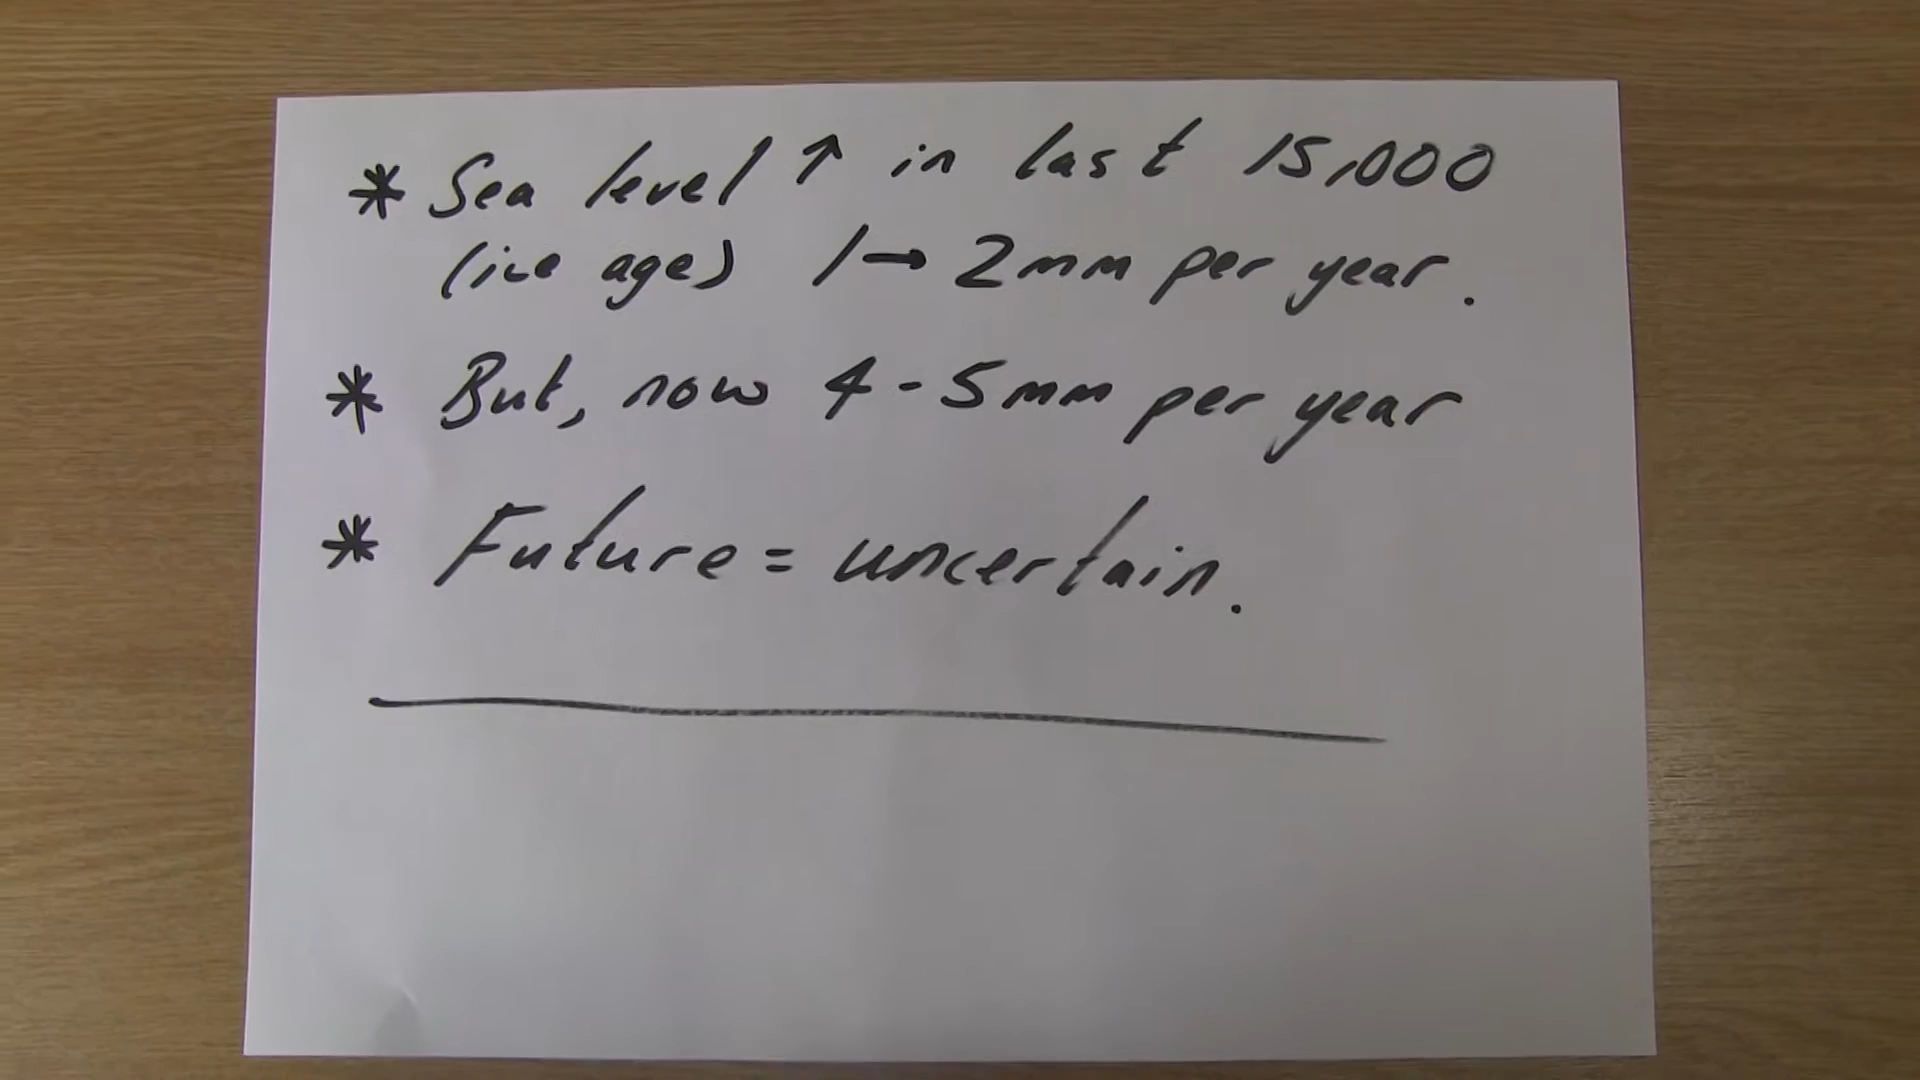 * Sea level ↑ in last 15,000
(ice age) 1→ 2mm per year.
* But, now 4-5mm per year
* Future = uncertain.